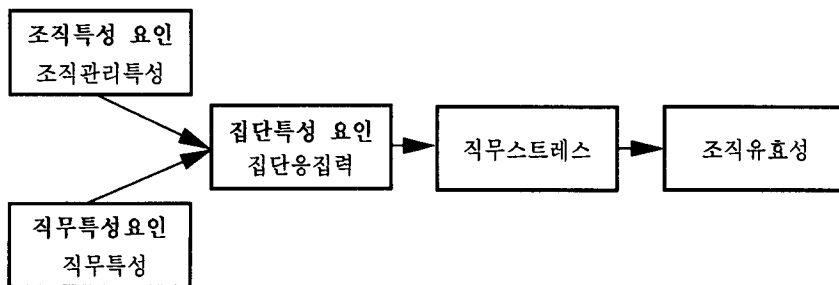 조직특성 요인
조직관리특성
집단특성 요인
집단응집력
직무스트레스
조직유효성
직무특성요인
직무특성